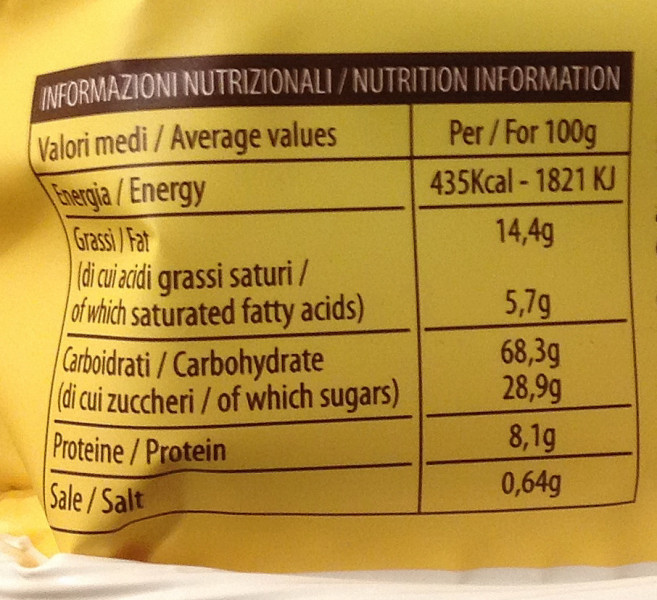 INFORMAZIONI NUTRIZIONALI / NUTRITION INFORMATION
Valori medi / Average values Per / For 100g
Energia / Energy 435Kcal - 1821 KJ
Grassi / Fat 14,4g
(di cui acidi grassi saturi /
of which saturated fatty acids) 5,7g
Carboidrati / Carbohydrate 68,3g
(di cui zuccheri / of which sugars) 28,9g
Proteine / Protein 8,1g
Sale / Salt 0,64g